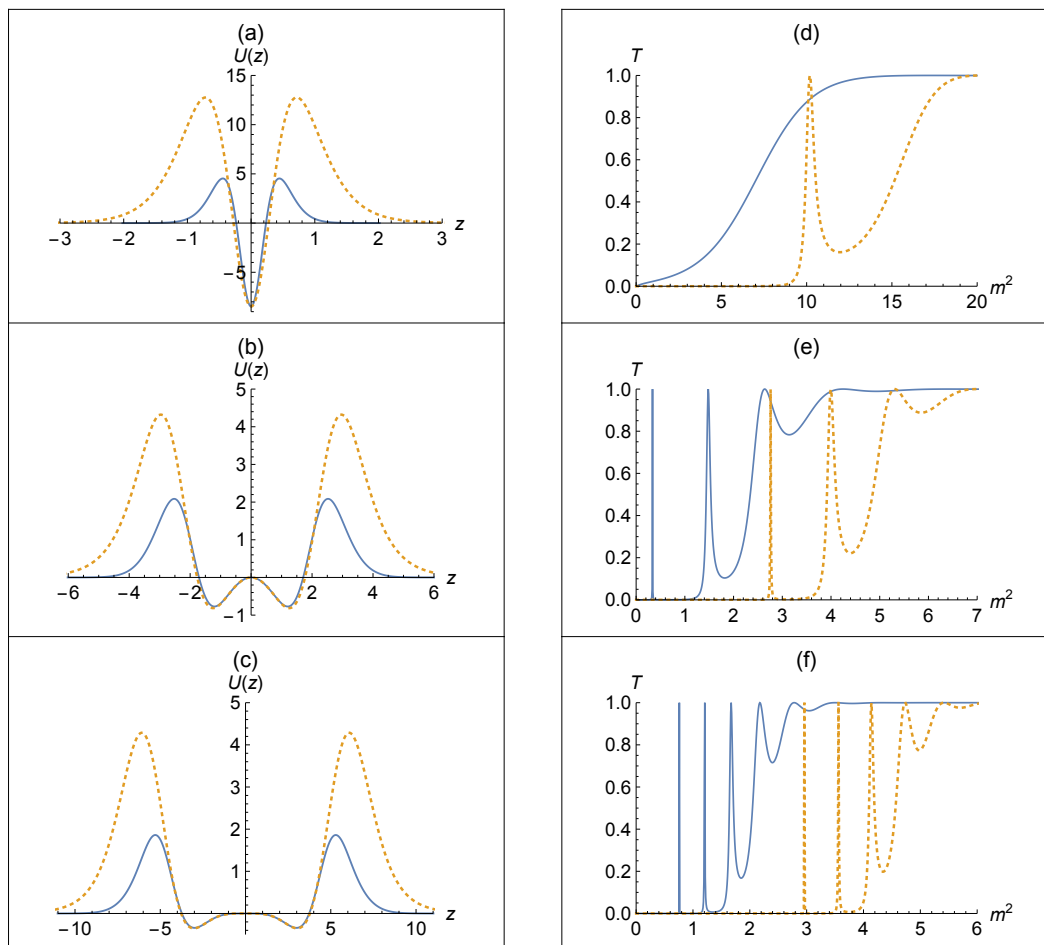 (a)
U(z)
15
10
5
−5
−3 −2 −1 1 2 3 z
(b)
U(z)
5
4
3
2
1
−1
−6 −4 −2 2 4 6 z
(c)
U(z)
5
4
3
2
1
−10 −5 5 10 z
(d)
T
1.0
0.8
0.6
0.4
0.2
0.0
0 5 10 15 20 m²
(e)
T
1.0
0.8
0.6
0.4
0.2
0.0
0 1 2 3 4 5 6 7 m²
(f)
T
1.0
0.8
0.6
0.4
0.2
0.0
0 1 2 3 4 5 6 m²